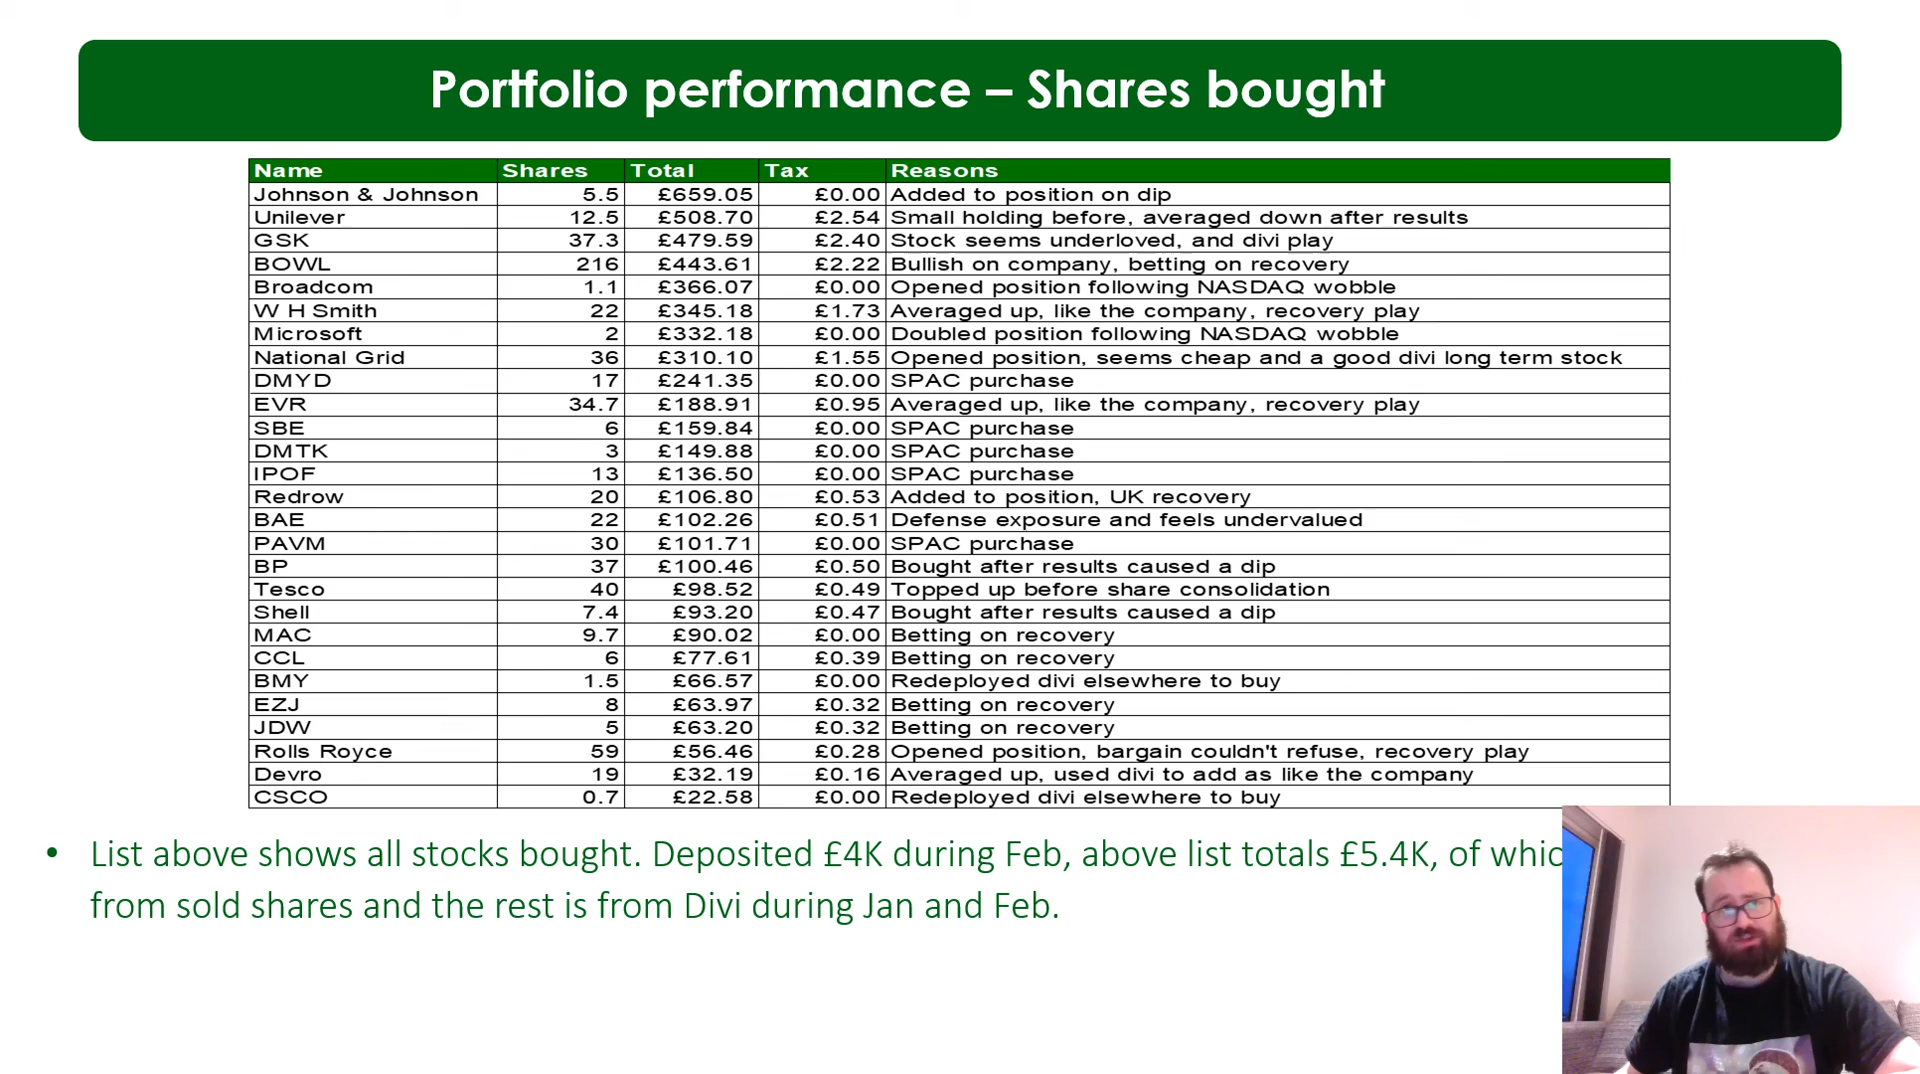 Portfolio performance – Shares bought
Name Shares Total Tax Reasons
Johnson & Johnson 5.5 £659.05 £0.00 Added to position on dip
Unilever 12.5 £508.70 £2.54 Small holding before, averaged down after results
GSK 37.3 £479.59 £2.40 Stock seems underloved, and divi play
BOWL 216 £443.61 £2.22 Bullish on company, betting on recovery
Broadcom 1.1 £366.07 £0.00 Opened position following NASDAQ wobble
W H Smith 22 £345.18 £1.73 Averaged up, like the company, recovery play
Microsoft 2 £332.18 £0.00 Doubled position following NASDAQ wobble
National Grid 36 £310.10 £1.55 Opened position, seems cheap and a good divi long term stock
DMYD 17 £241.35 £0.00 SPAC purchase
EVR 34.7 £188.91 £0.95 Averaged up, like the company, recovery play
SBE 6 £159.84 £0.00 SPAC purchase
DMTK 3 £149.88 £0.00 SPAC purchase
IPOF 13 £136.50 £0.00 SPAC purchase
Redrow 20 £106.80 £0.53 Added to position, UK recovery
BAE 22 £102.26 £0.51 Defense exposure and feels undervalued
PAVM 30 £101.71 £0.00 SPAC purchase
BP 37 £100.46 £0.50 Bought after results caused a dip
Tesco 40 £98.52 £0.49 Topped up before share consolidation
Shell 7.4 £93.20 £0.47 Bought after results caused a dip
MAC 9.7 £90.02 £0.00 Betting on recovery
CCL 6 £77.61 £0.39 Betting on recovery
BMY 1.5 £66.57 £0.00 Redeployed divi elsewhere to buy
EZJ 8 £63.97 £0.32 Betting on recovery
JDW 5 £63.20 £0.32 Betting on recovery
Rolls Royce 59 £56.46 £0.28 Opened position, bargain couldn't refuse, recovery play
Devro 19 £32.19 £0.16 Averaged up, used divi to add as like the company
CSCO 0.7 £22.58 £0.00 Redeployed divi elsewhere to buy
• List above shows all stocks bought. Deposited £4K during Feb, above list totals £5.4K, of
from sold shares and the rest is from Divi during Jan and Feb.